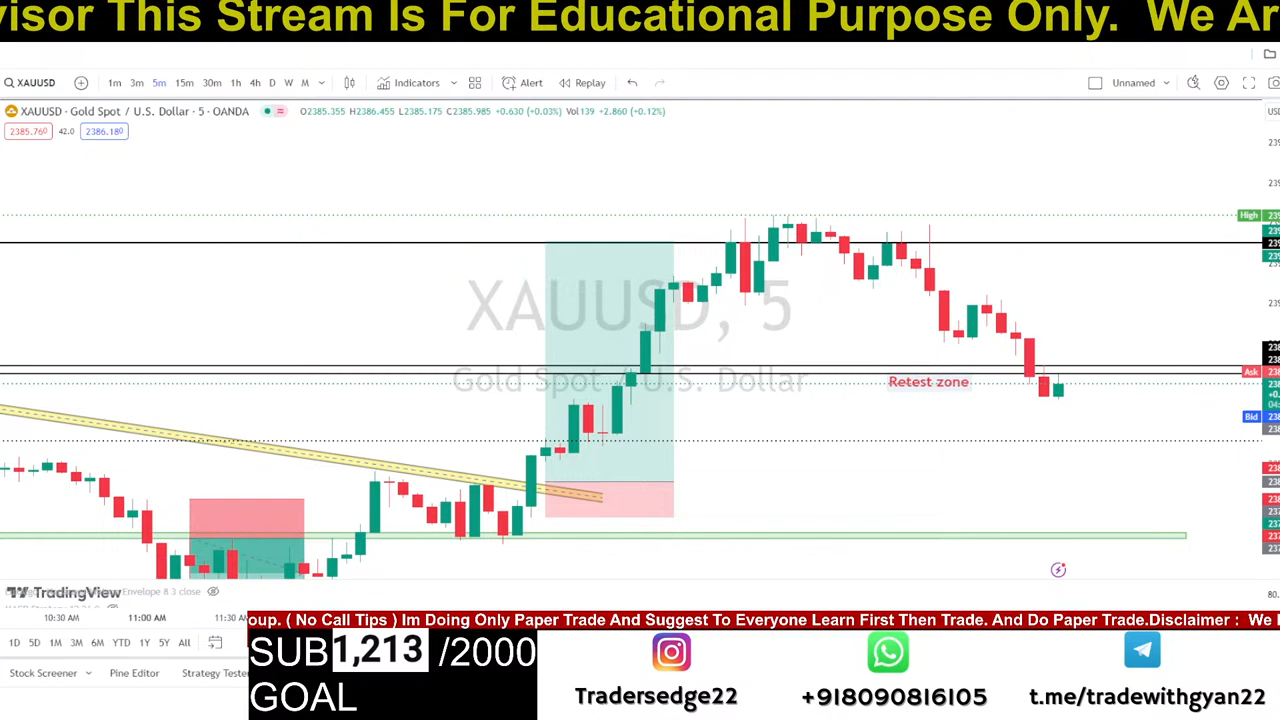 visor This Stream Is For Educational Purpose Only. We Ar
XAUUSD 1m 3m 5m 15m 30m 1h 4h D W M Indicators Alert Replay Unnamed
XAUUSD · Gold Spot / U.S. Dollar · 5 · OANDA O2385.355 H2386.455 L2385.175 C2385.985 +0.630 (+0.03%) Vol139 +2.860 (+0.12%)
2385.760 42.0 2386.180
High
XAUUSD, 5
Gold Spot / U.S. Dollar
Retest zone
Ask
Bid
TradingView
Envelope 8 3 close
10:30 AM 11:00 AM 11:30
oup. ( No Call Tips ) Im Doing Only Paper Trade And Suggest To Everyone Learn First Then Trade. And Do Paper Trade.Disclaimer : We
1D 5D 1M 3M 6M YTD 1Y 5Y All
SUB 1,213 /2000
GOAL
Stock Screener Pine Editor Strategy Teste
Tradersedge22 +918090816105 t.me/tradewithgyan22